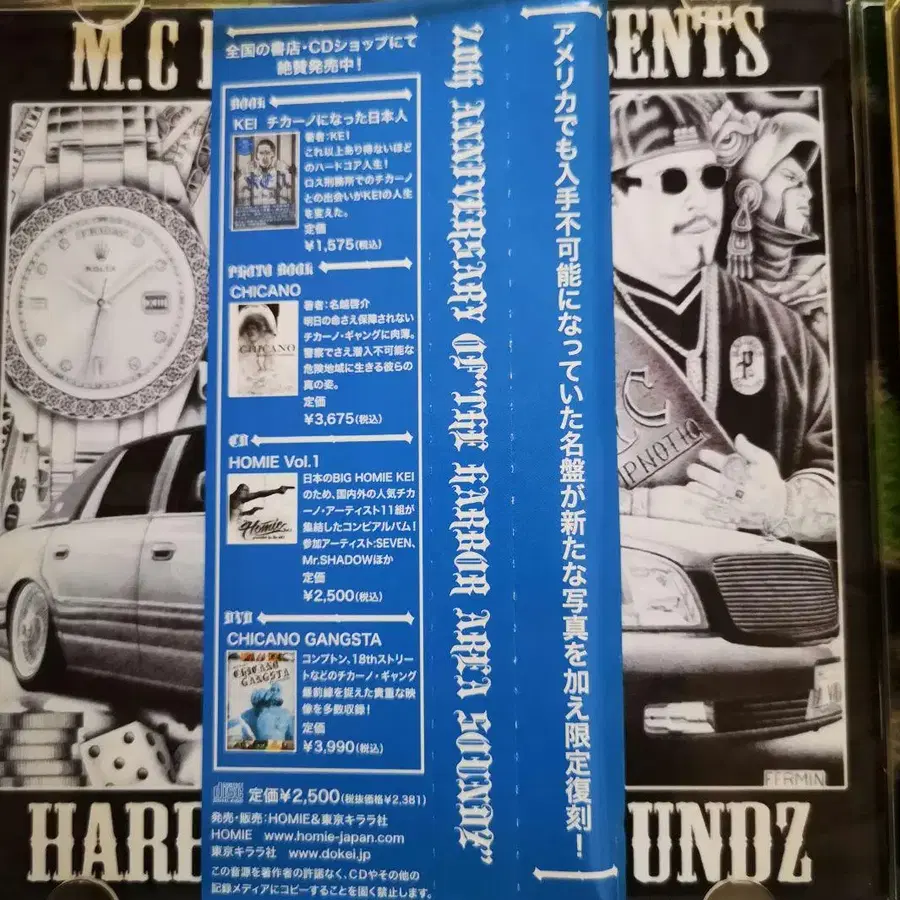 M.C
ENTS
ROLEX
全国の書店・CDショップにて
絶賛発売中！
BOOK
KEI チカーノになった日本人
著者：KEI
これ以上あり得ないほど
のハードコア人生！
ロス刑務所でのチカーノ
との出会いがKEIの人生
を変えた。
定価
¥1,575(税込)
PHOTO BOOK
CHICANO
著者：名越啓介
明日の命さえ保障されない
チカーノ・ギャングに肉薄。
警察でさえ潜入不可能な
危険地域に生きる彼らの
真の姿。
定価
¥3,675(税込)
CHICANO
CD
HOMIE Vol.1
日本のBIG HOMIE KEI
のため、国内外の人気チカ
ーノ・アーティスト11組が
集結したコンピアルバム！
参加アーティスト:SEVEN、
Mr.SHADOWほか
定価
¥2,500(税込)
Homie
DVD
CHICANO GANGSTA
コンプトン、18thストリー
トなどのチカーノ・ギャング
最前線を捉えた貴重な映
像を多数収録！
定価
¥3,990(税込)
CHICANO
GANGSTA
定価¥2,500(税抜価格¥2,381)
発売・販売：HOMIE&東京キララ社
HOMIE www.homie-japan.com
東京キララ社 www.dokei.jp
この音源を著作者の許諾なく、CDやその他の
記録メディアにコピーすることを固く禁止します。
20th ANNIVERSARY OF "THE HARBOR AREA SOUNDZ"
アメリカでも入手不可能になっていた名盤が新たな写真を加え限定復刻！
C
PNOTIQ
FERMIN
HARB
UNDZ